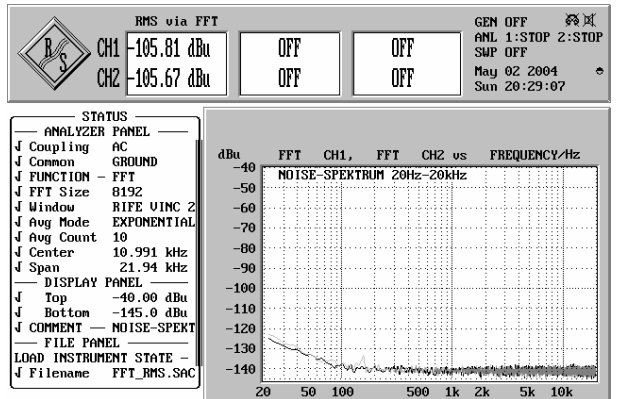 RMS via FFT
CH1 -105.81 dBu OFF OFF
CH2 -105.67 dBu OFF OFF
R S
GEN OFF
ANL 1:STOP 2:STOP
SWP OFF
May 02 2004
Sun 20:29:07
STATUS
ANALYZER PANEL
Coupling AC
Common GROUND
FUNCTION - FFT
FFT Size 8192
Window RIFE VINC 2
Avg Mode EXPONENTIAL
Avg Count 10
Center 10.991 kHz
Span 21.94 kHz
DISPLAY PANEL
Top -40.00 dBu
Bottom -145.0 dBu
COMMENT — NOISE-SPEKT
FILE PANEL
LOAD INSTRUMENT STATE -
Filename FFT_RMS.SAC
dBu FFT CH1, FFT CH2 vs FREQUENCY/Hz
NOISE-SPEKTRUM 20Hz-20kHz
-40
-50
-60
-70
-80
-90
-100
-110
-120
-130
-140
20 50 100 500 1k 2k 5k 10k